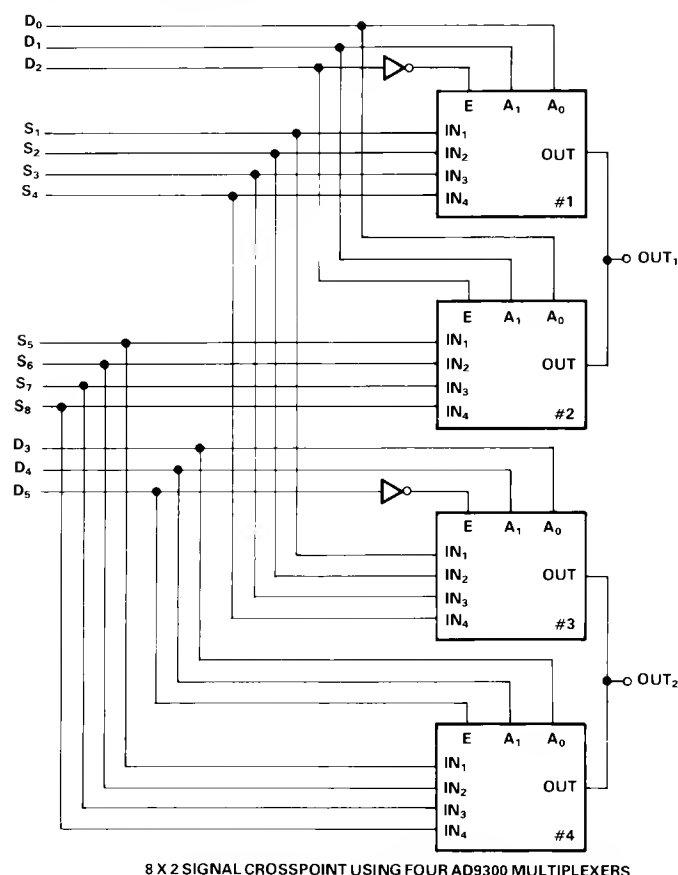 D₀
D₁
D₂
E A₁ A₀
S₁
S₂
S₃
S₄
IN₁
IN₂
IN₃
IN₄
OUT
#1
OUT₁
E A₁ A₀
S₅
S₆
S₇
S₈
IN₁
IN₂
IN₃
IN₄
OUT
#2
D₃
D₄
D₅
E A₁ A₀
IN₁
IN₂
IN₃
IN₄
OUT
#3
OUT₂
E A₁ A₀
IN₁
IN₂
IN₃
IN₄
OUT
#4
8 X 2 SIGNAL CROSSPOINT USING FOUR AD9300 MULTIPLEXERS